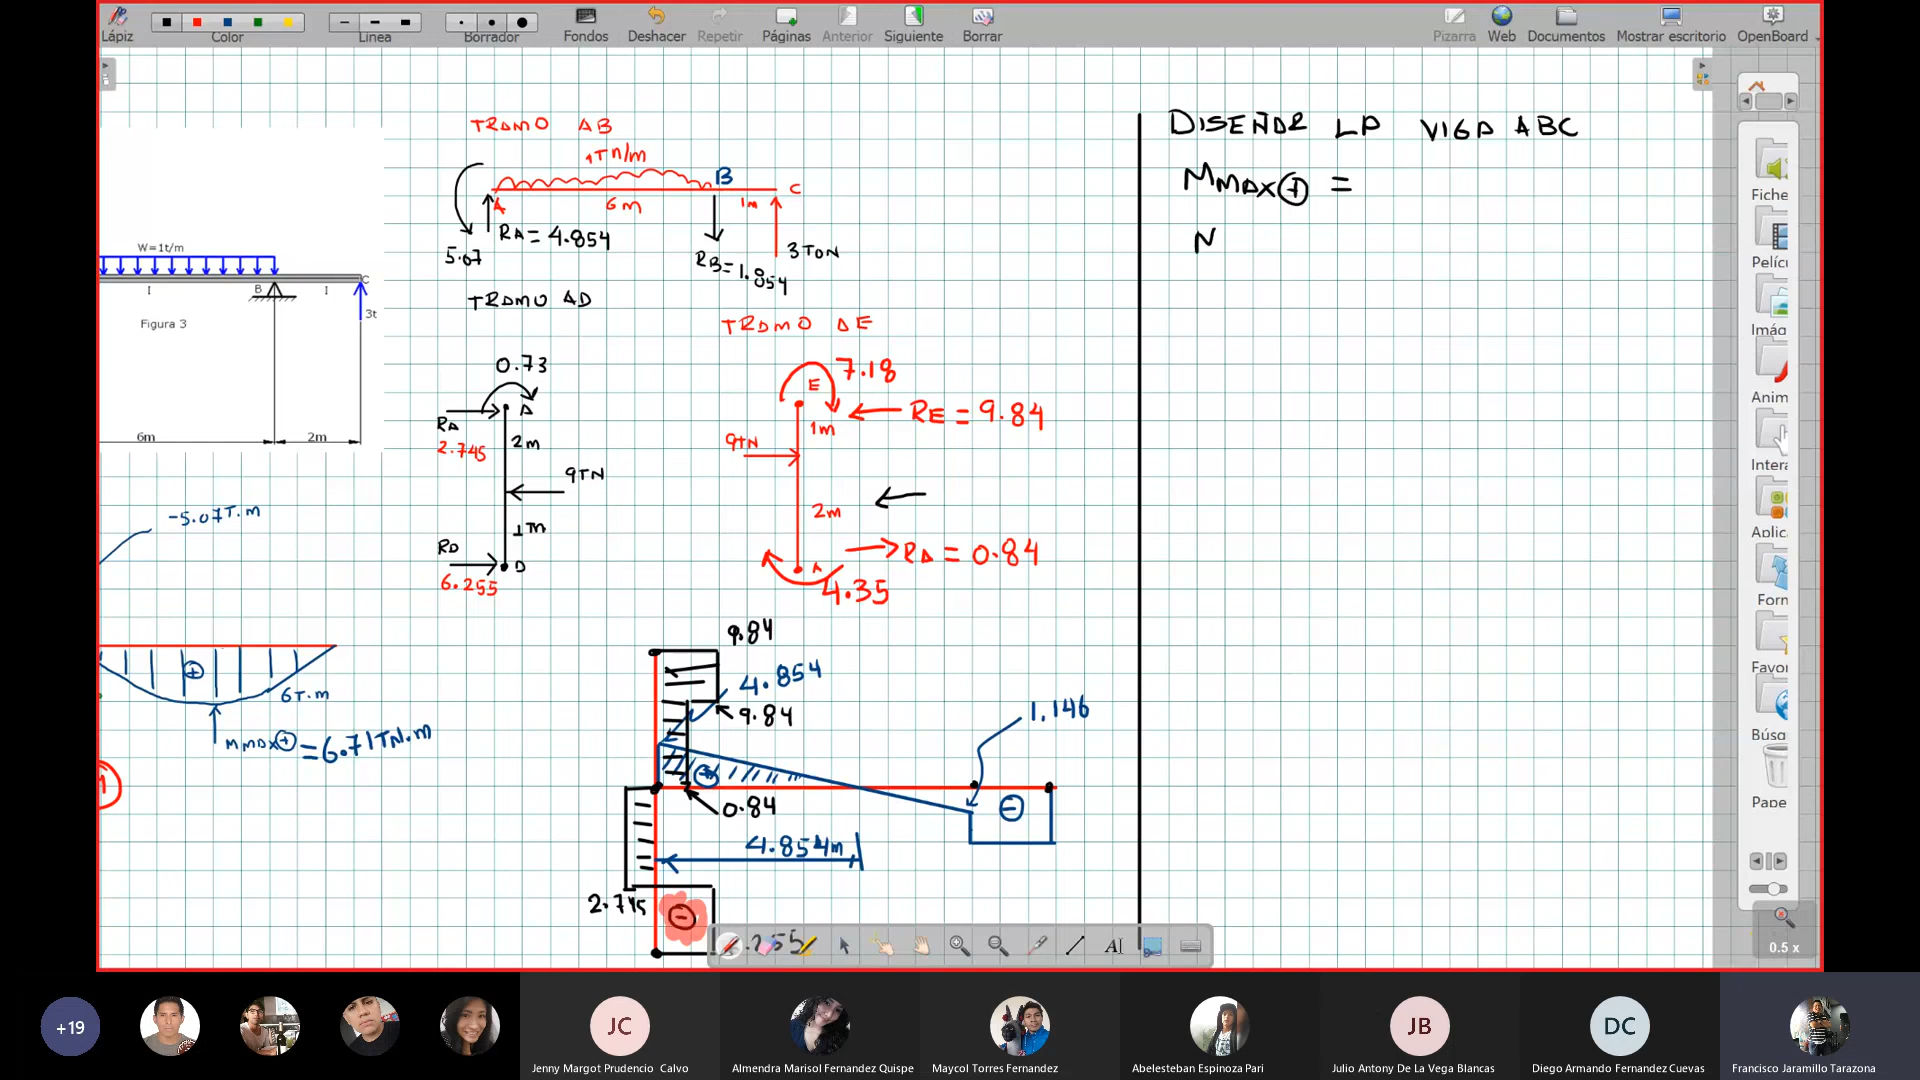 Lápiz
Color
Línea
Borrador
Fondos
Deshacer
Repetir
Páginas
Anterior
Siguiente
Borrar
Pizarra
Web
Documentos
Mostrar escritorio
OpenBoard
TRAMO AB
1Tn/m
A
6m
B
1m
C
5.07
RA = 4.854
RB = 1.854
3 TON
W=1t/m
I
B
I
C
3t
Figura 3
6m
2m
TRAMO AD
0.73
A
RA
2.745
2m
9TN
1m
RD
6.255
D
TRAMO AE
7.18
E
RE = 9.84
1m
9TN
2m
RA = 0.84
A
4.35
-5.07T.m
+
6T.m
MMAX + = 6.71TN.m
9.84
4.854
9.84
1.146
+
0.84
-
4.854m
2.745
-
DISEÑAR LA VIGA ABC
MMAX + =
N
Fiche
Pelíc
Imág
Anim
Intera
Aplic
Form
Favor
Búsq
Pape
0.5 x
+19
JC
JB
DC
Jenny Margot Prudencio Calvo
Almendra Marisol Fernandez Quispe
Maycol Torres Fernandez
Abelesteban Espinoza Pari
Julio Antony De La Vega Blancas
Diego Armando Fernandez Cuevas
Francisco Jaramillo Tarazona